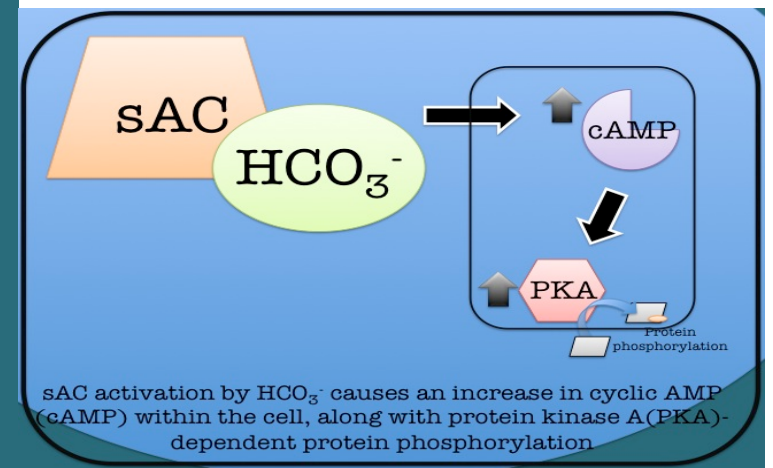 sAC
HCO₃⁻
cAMP
PKA
Protein
phosphorylation
sAC activation by HCO₃⁻ causes an increase in cyclic AMP
(cAMP) within the cell, along with protein kinase A(PKA)-
dependent protein phosphorylation